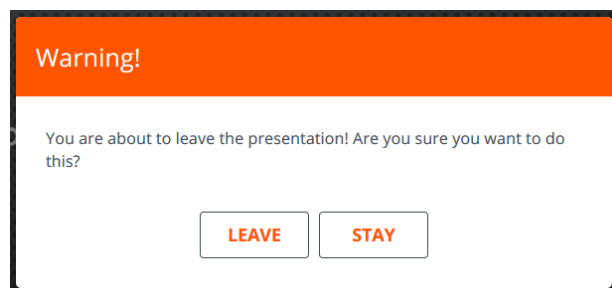 Warning!
You are about to leave the presentation! Are you sure you want to do
this?
LEAVE STAY